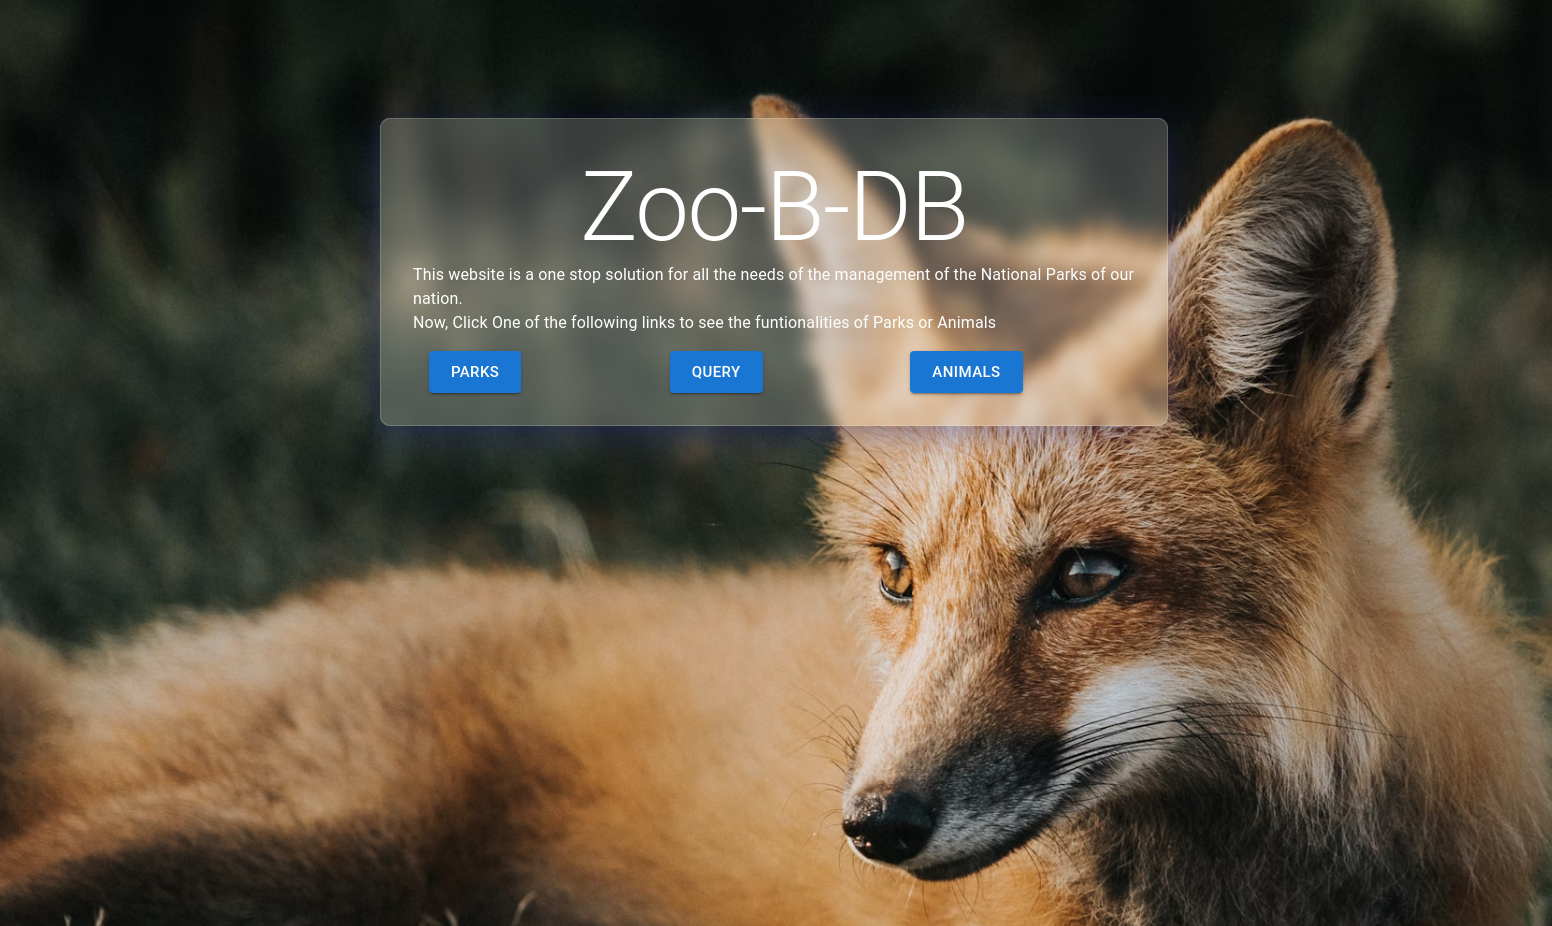 Zoo-B-DB
This website is a one stop solution for all the needs of the management of the National Parks of our
nation.
Now, Click One of the following links to see the funtionalities of Parks or Animals
PARKS QUERY ANIMALS